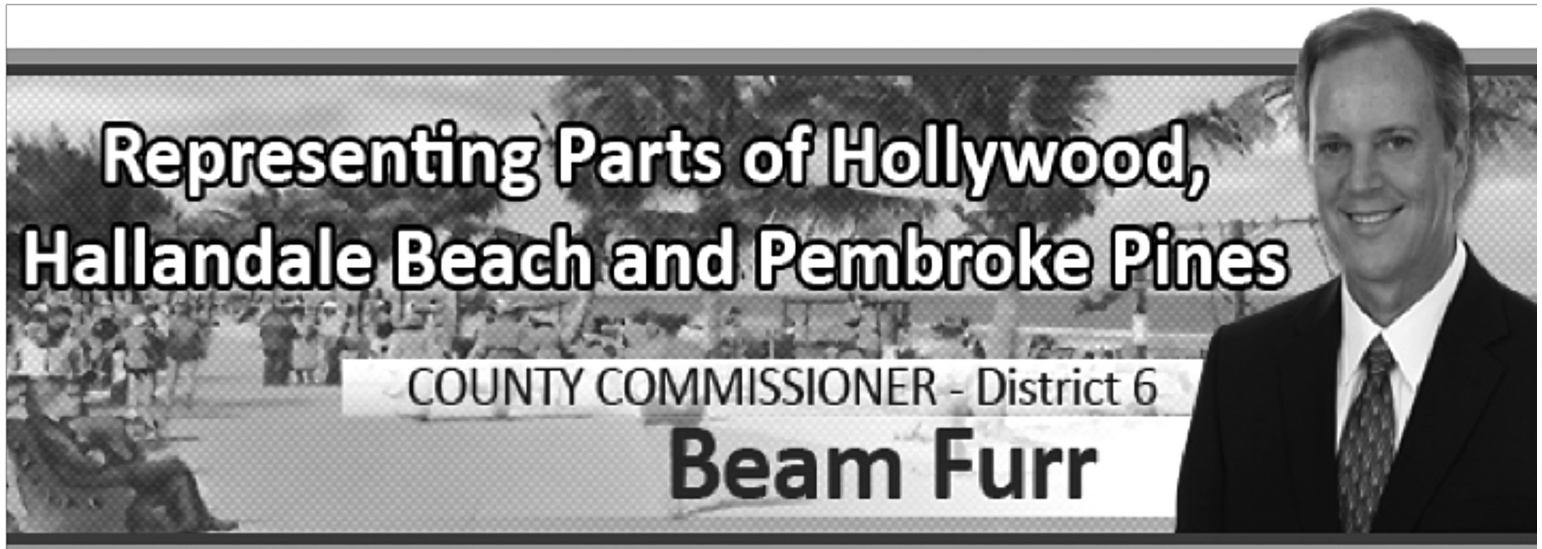 Representing Parts of Hollywood,
Hallandale Beach and Pembroke Pines
COUNTY COMMISSIONER - District 6
Beam Furr